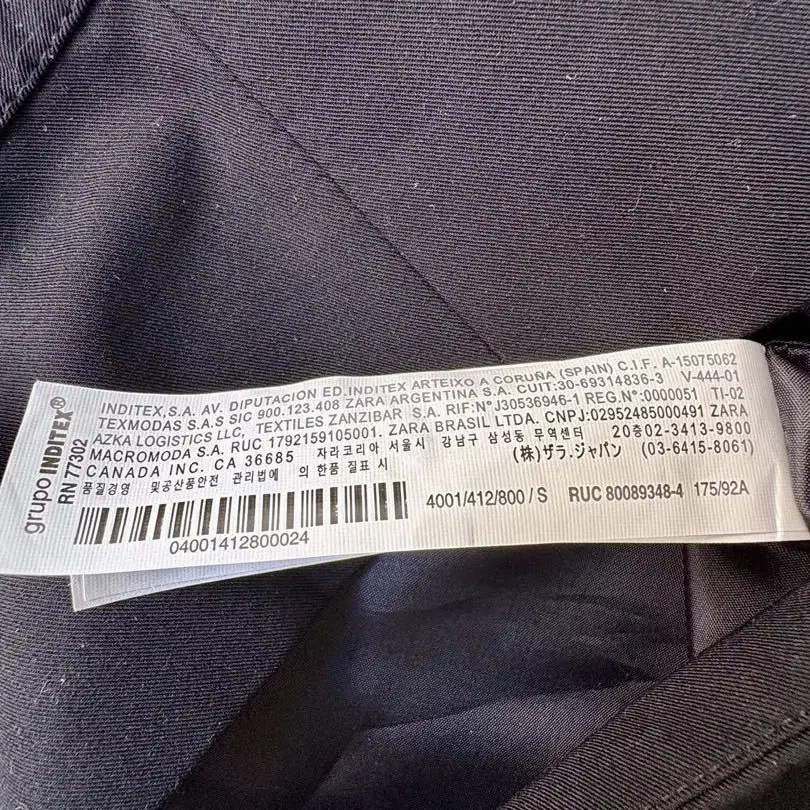 grupo INDITEX®
RN 77302
INDITEX,S.A. AV. DIPUTACION ED.INDITEX ARTEIXO A CORUÑA (SPAIN) C.I.F. A-15075062
TEXMODAS S.A.S SIC 900.123.408 ZARA ARGENTINA S.A. CUIT:30-69314836-3 V-444-01
AZKA LOGISTICS LLC, TEXTILES ZANZIBAR S.A. RIF:N°J30536946-1 REG.N°:0000051 TI-02
MACROMODA S.A. RUC 1792159105001. ZARA BRASIL LTDA. CNPJ:02952485000491 ZARA
CANADA INC. CA 36685 자라코리아 서울시 강남구 삼성동 무역센터 20층02-3413-9800
품질경영 및공산품안전 관리법에 의한품 질표 시 (株)ザラ.ジャパン (03-6415-8061)
4001/412/800 / S RUC 80089348-4 175/92A
04001412800024